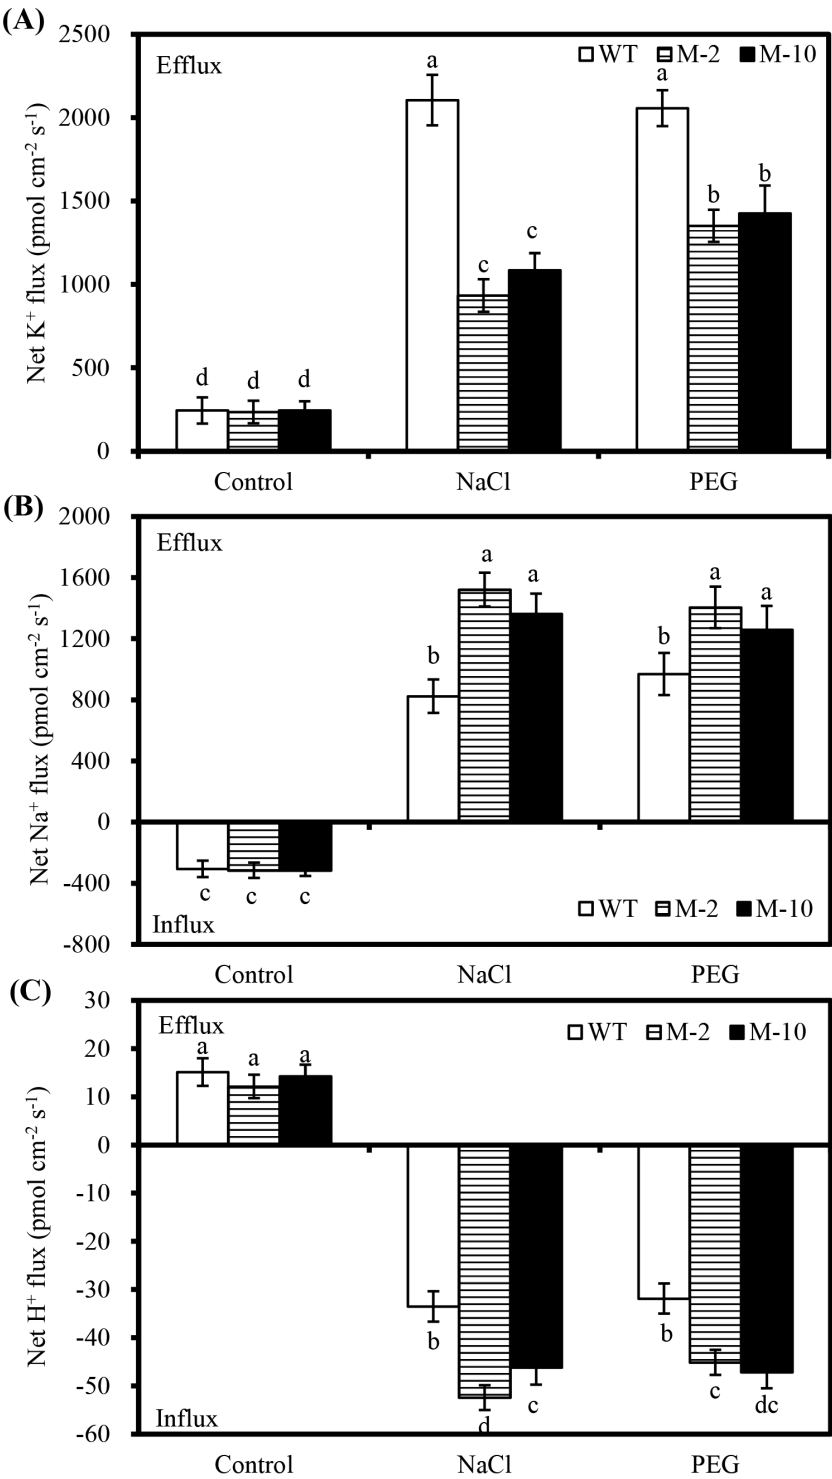 (A)
Net K+ flux (pmol cm-2 s-1)
2500
2000
1500
1000
500
0
Efflux
WT M-2 M-10
d d d
a c c
a b b
Control NaCl PEG
(B)
Net Na+ flux (pmol cm-2 s-1)
2000
1600
1200
800
400
0
-400
-800
Efflux
b a a
b a a
c c c
WT M-2 M-10
Influx
Control NaCl PEG
(C)
Net H+ flux (pmol cm-2 s-1)
30
20
10
0
-10
-20
-30
-40
-50
-60
Efflux
WT M-2 M-10
a a a
b d c
b c dc
Influx
Control NaCl PEG